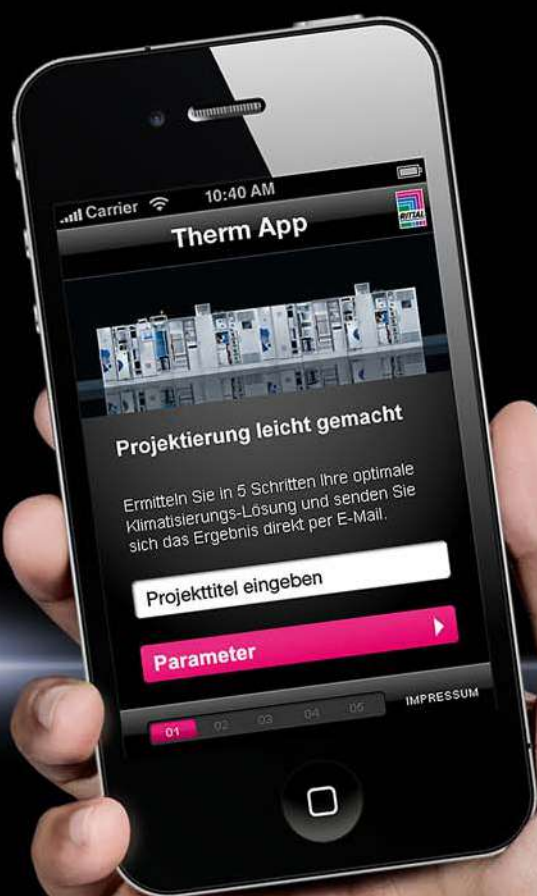 Carrier 10:40 AM
Therm App
RITTAL
Projektierung leicht gemacht
Ermitteln Sie in 5 Schritten Ihre optimale
Klimatisierungs-Lösung und senden Sie
sich das Ergebnis direkt per E-Mail.
Projekttitel eingeben
Parameter
01 02 03 04 05 IMPRESSUM